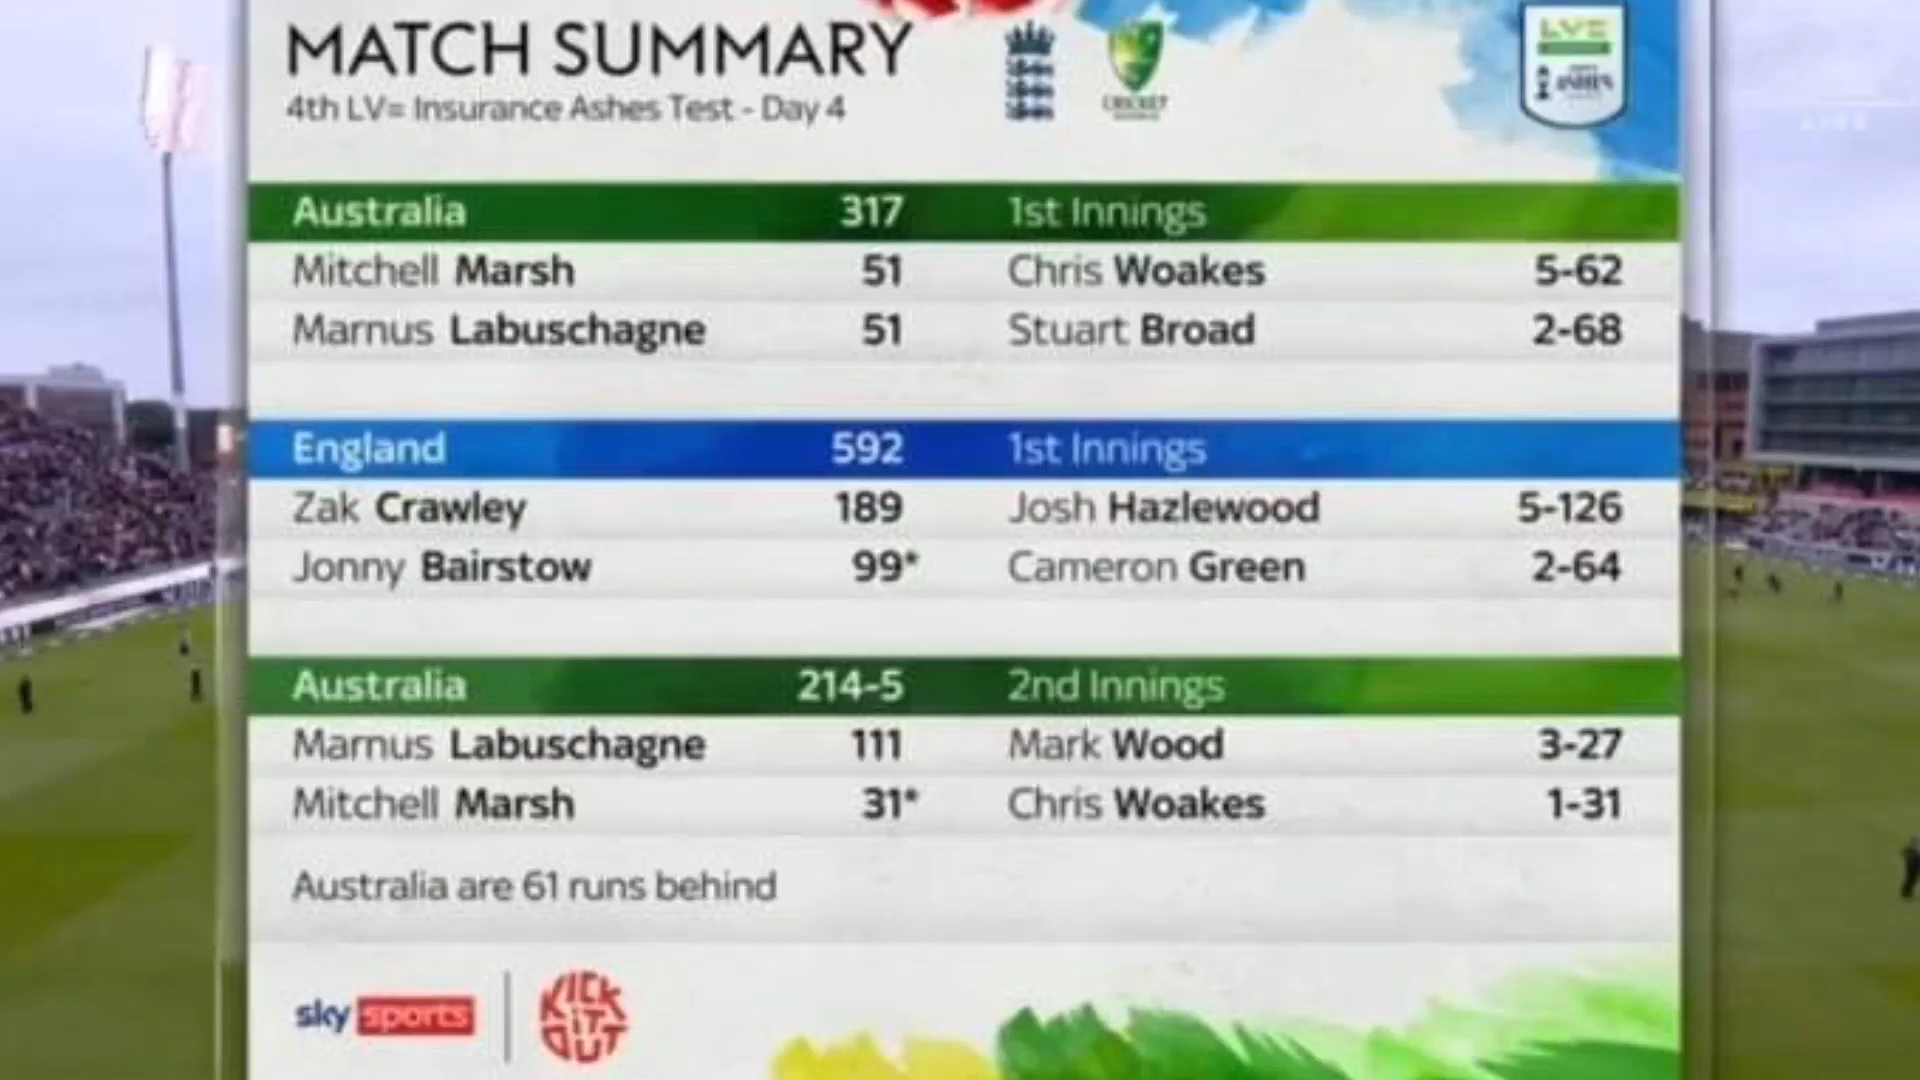 MATCH SUMMARY
4th LV= Insurance Ashes Test - Day 4
LV=
ASHES
CRICKET
Australia 317 1st Innings
Mitchell Marsh 51 Chris Woakes 5-62
Marnus Labuschagne 51 Stuart Broad 2-68
England 592 1st Innings
Zak Crawley 189 Josh Hazlewood 5-126
Jonny Bairstow 99* Cameron Green 2-64
Australia 214-5 2nd Innings
Marnus Labuschagne 111 Mark Wood 3-27
Mitchell Marsh 31* Chris Woakes 1-31
Australia are 61 runs behind
sky sports
KICK IT OUT